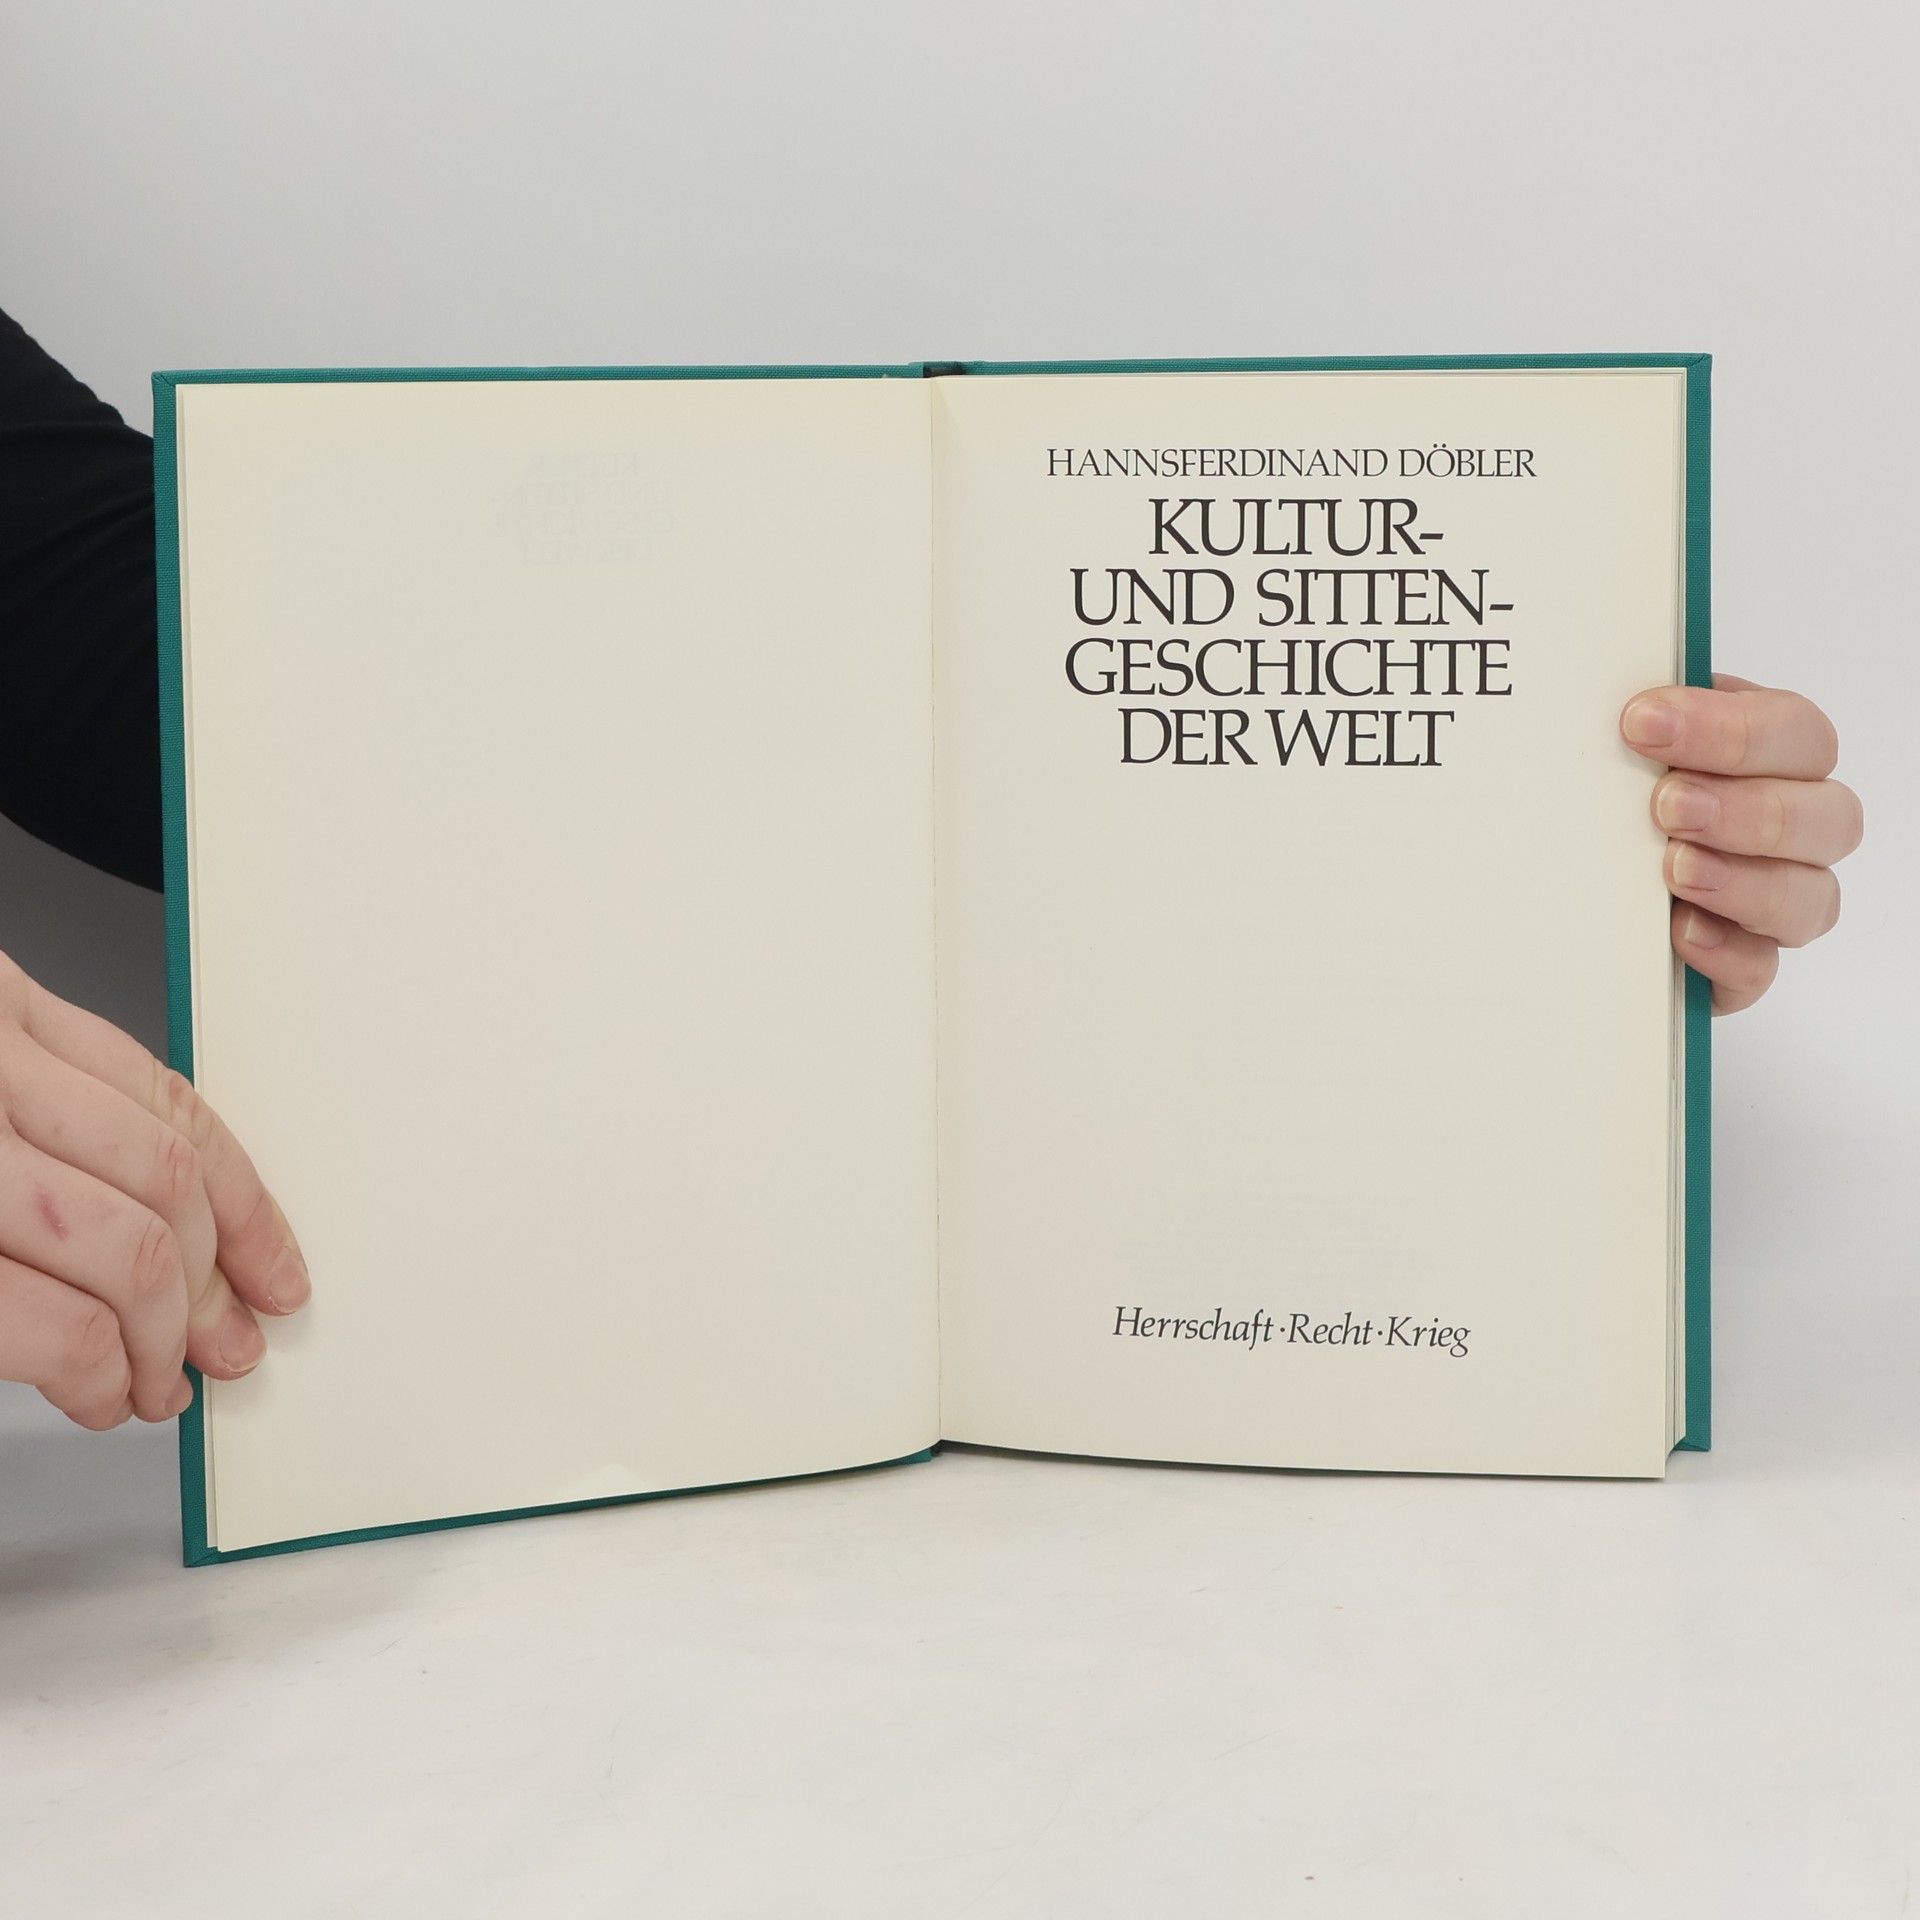 HANNSFERDINAND DÖBLER
KULTUR-
UND SITTEN-
GESCHICHTE
DER WELT
Herrschaft·Recht·Krieg